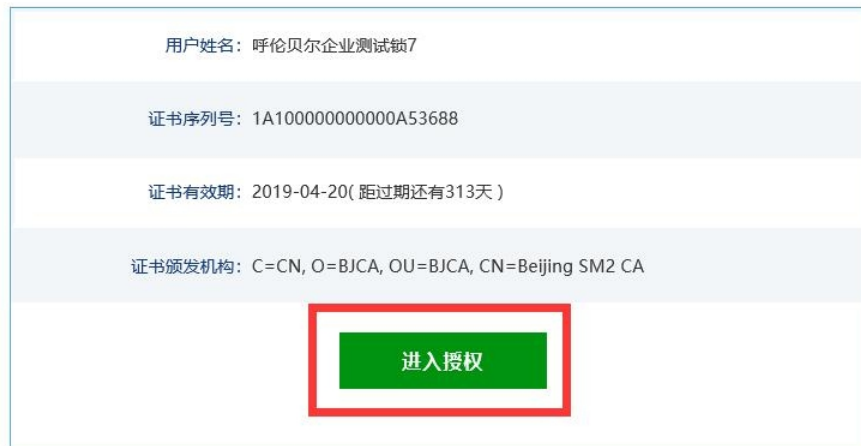 用户姓名：呼伦贝尔企业测试锁7
证书序列号：1A100000000000A53688
证书有效期：2019-04-20( 距过期还有313天 )
证书颁发机构：C=CN, O=BJCA, OU=BJCA, CN=Beijing SM2 CA
进入授权